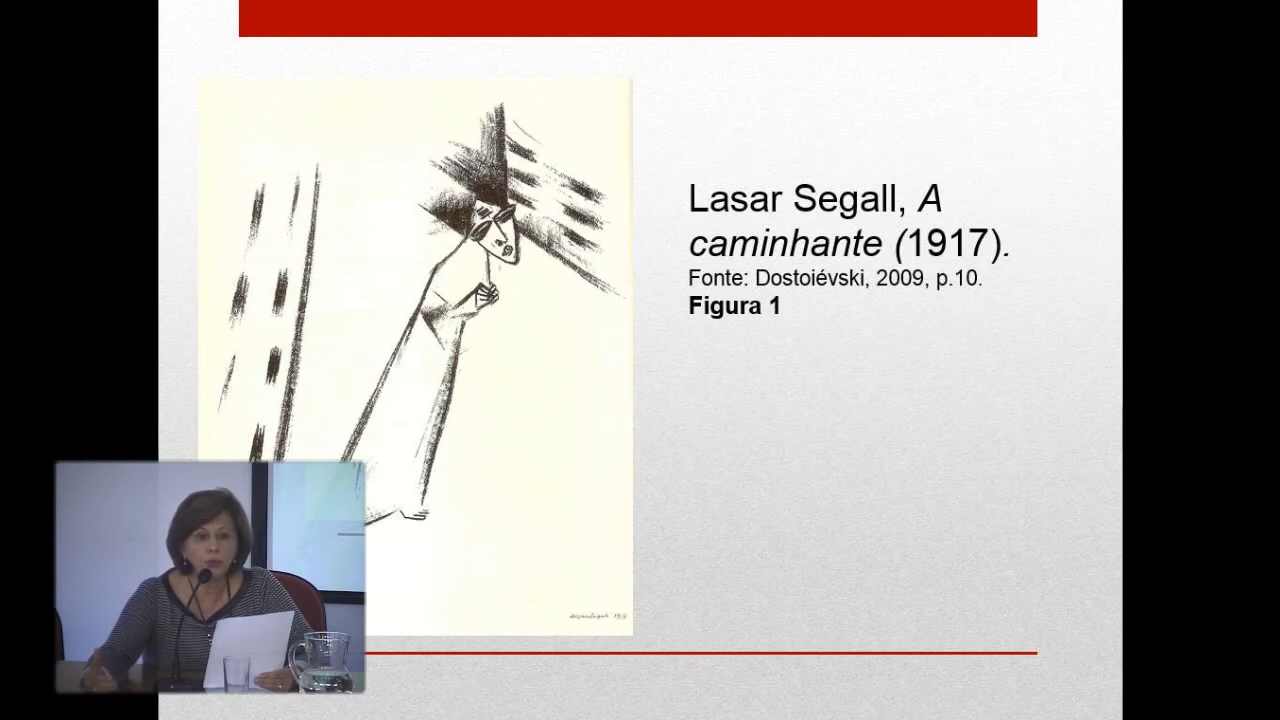 Lasar Segall, A
caminhante (1917).
Fonte: Dostoiévski, 2009, p.10.
Figura 1